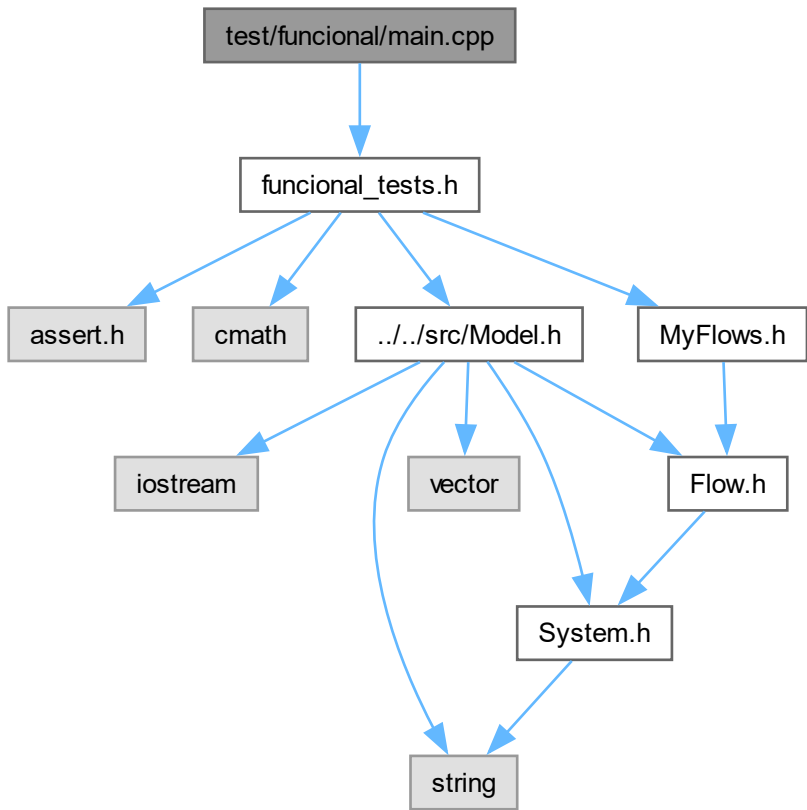 test/funcional/main.cpp
funcional_tests.h
assert.h
cmath
../../src/Model.h
MyFlows.h
iostream
vector
Flow.h
System.h
string